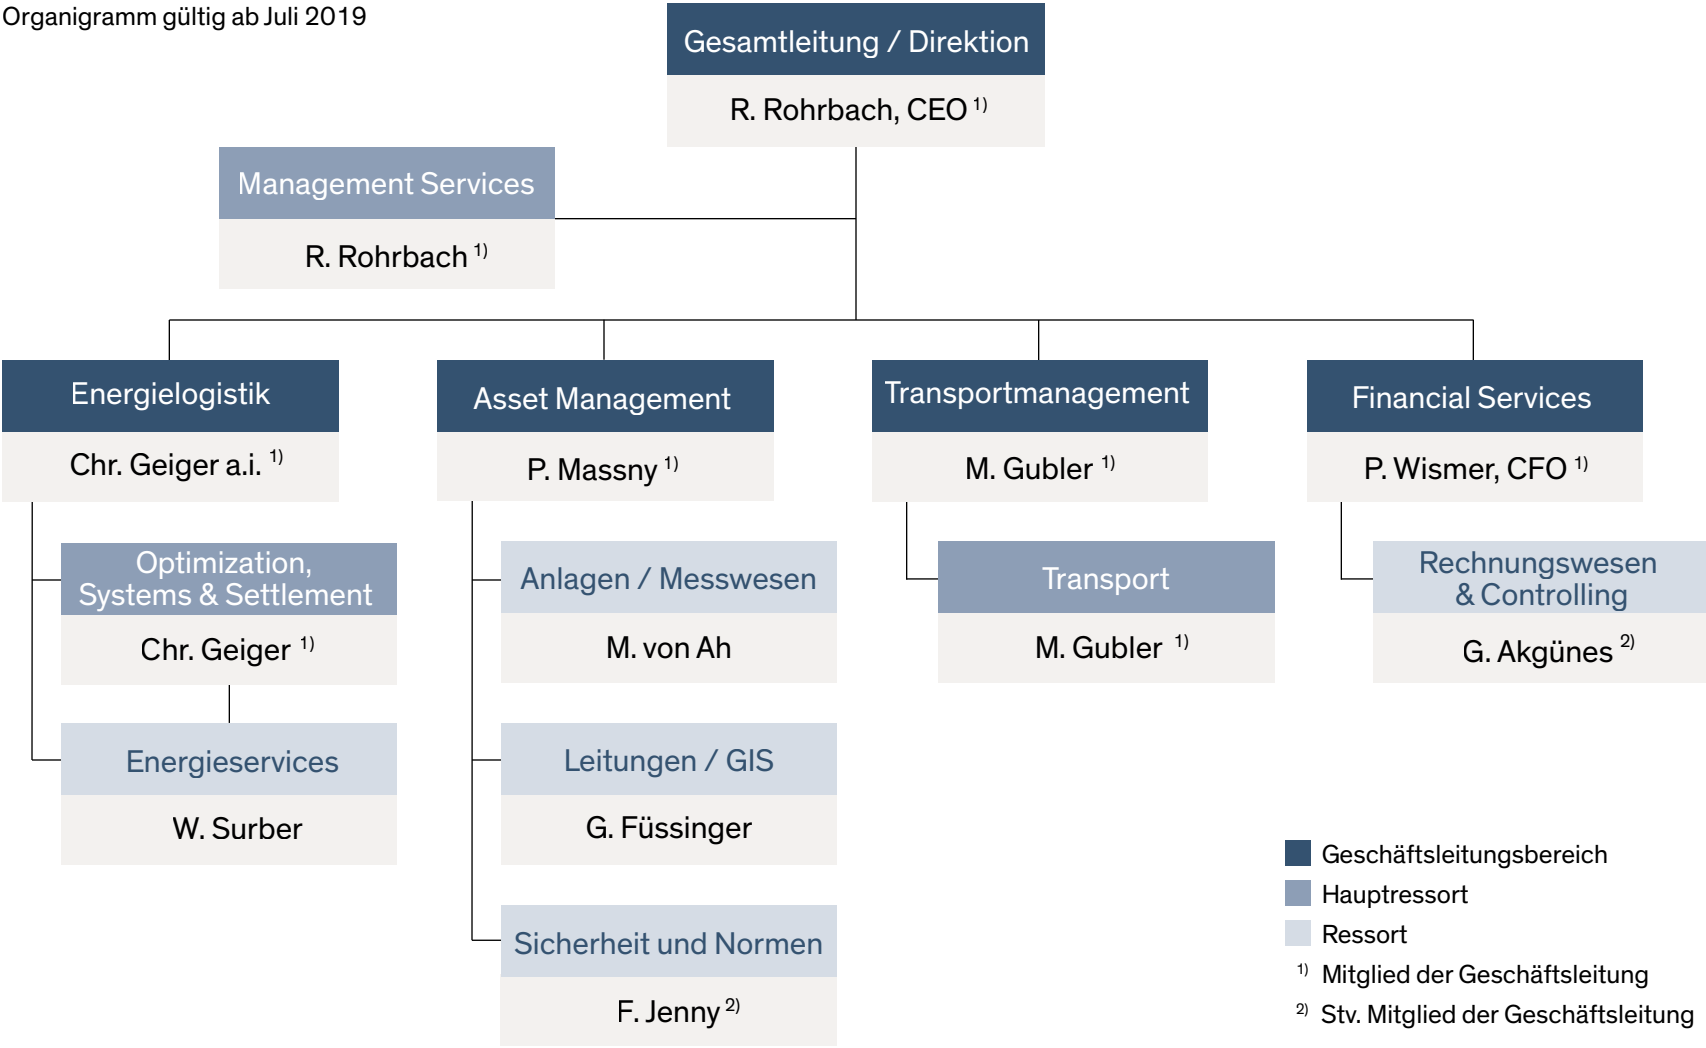 Organigramm gültig ab Juli 2019
Gesamtleitung / Direktion
R. Rohrbach, CEO 1)
Management Services
R. Rohrbach 1)
Energielogistik
Chr. Geiger a.i. 1)
Optimization,
Systems & Settlement
Chr. Geiger 1)
Energieservices
W. Surber
Asset Management
P. Massny 1)
Anlagen / Messwesen
M. von Ah
Leitungen / GIS
G. Füssinger
Sicherheit und Normen
F. Jenny 2)
Transportmanagement
M. Gubler 1)
Transport
M. Gubler 1)
Financial Services
P. Wismer, CFO 1)
Rechnungswesen
& Controlling
G. Akgünes 2)
Geschäftsleitungsbereich
Hauptressort
Ressort
1) Mitglied der Geschäftsleitung
2) Stv. Mitglied der Geschäftsleitung